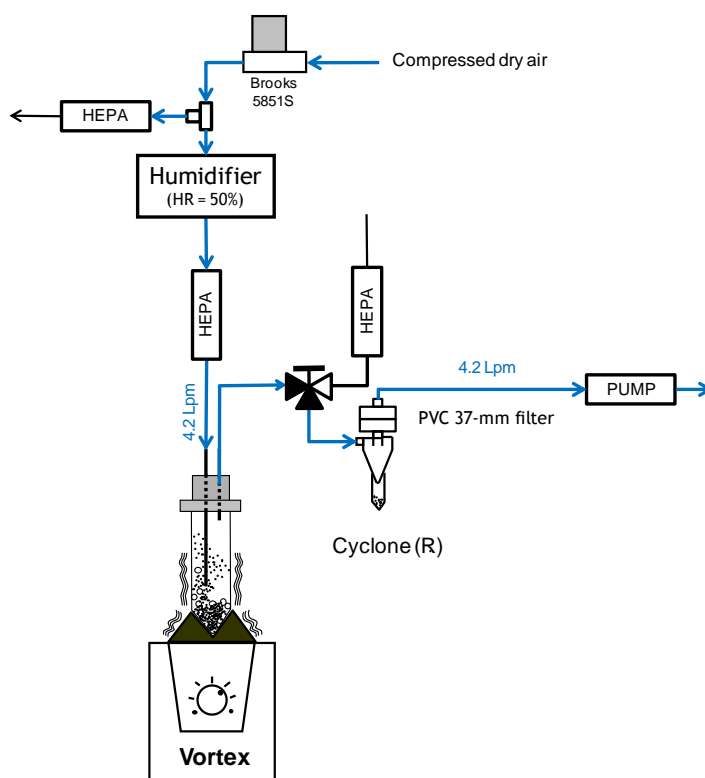 Compressed dry air
Brooks
5851S
HEPA
Humidifier
(HR = 50%)
HEPA
HEPA
4.2 Lpm
4.2 Lpm
PUMP
PVC 37-mm filter
Cyclone (R)
Vortex